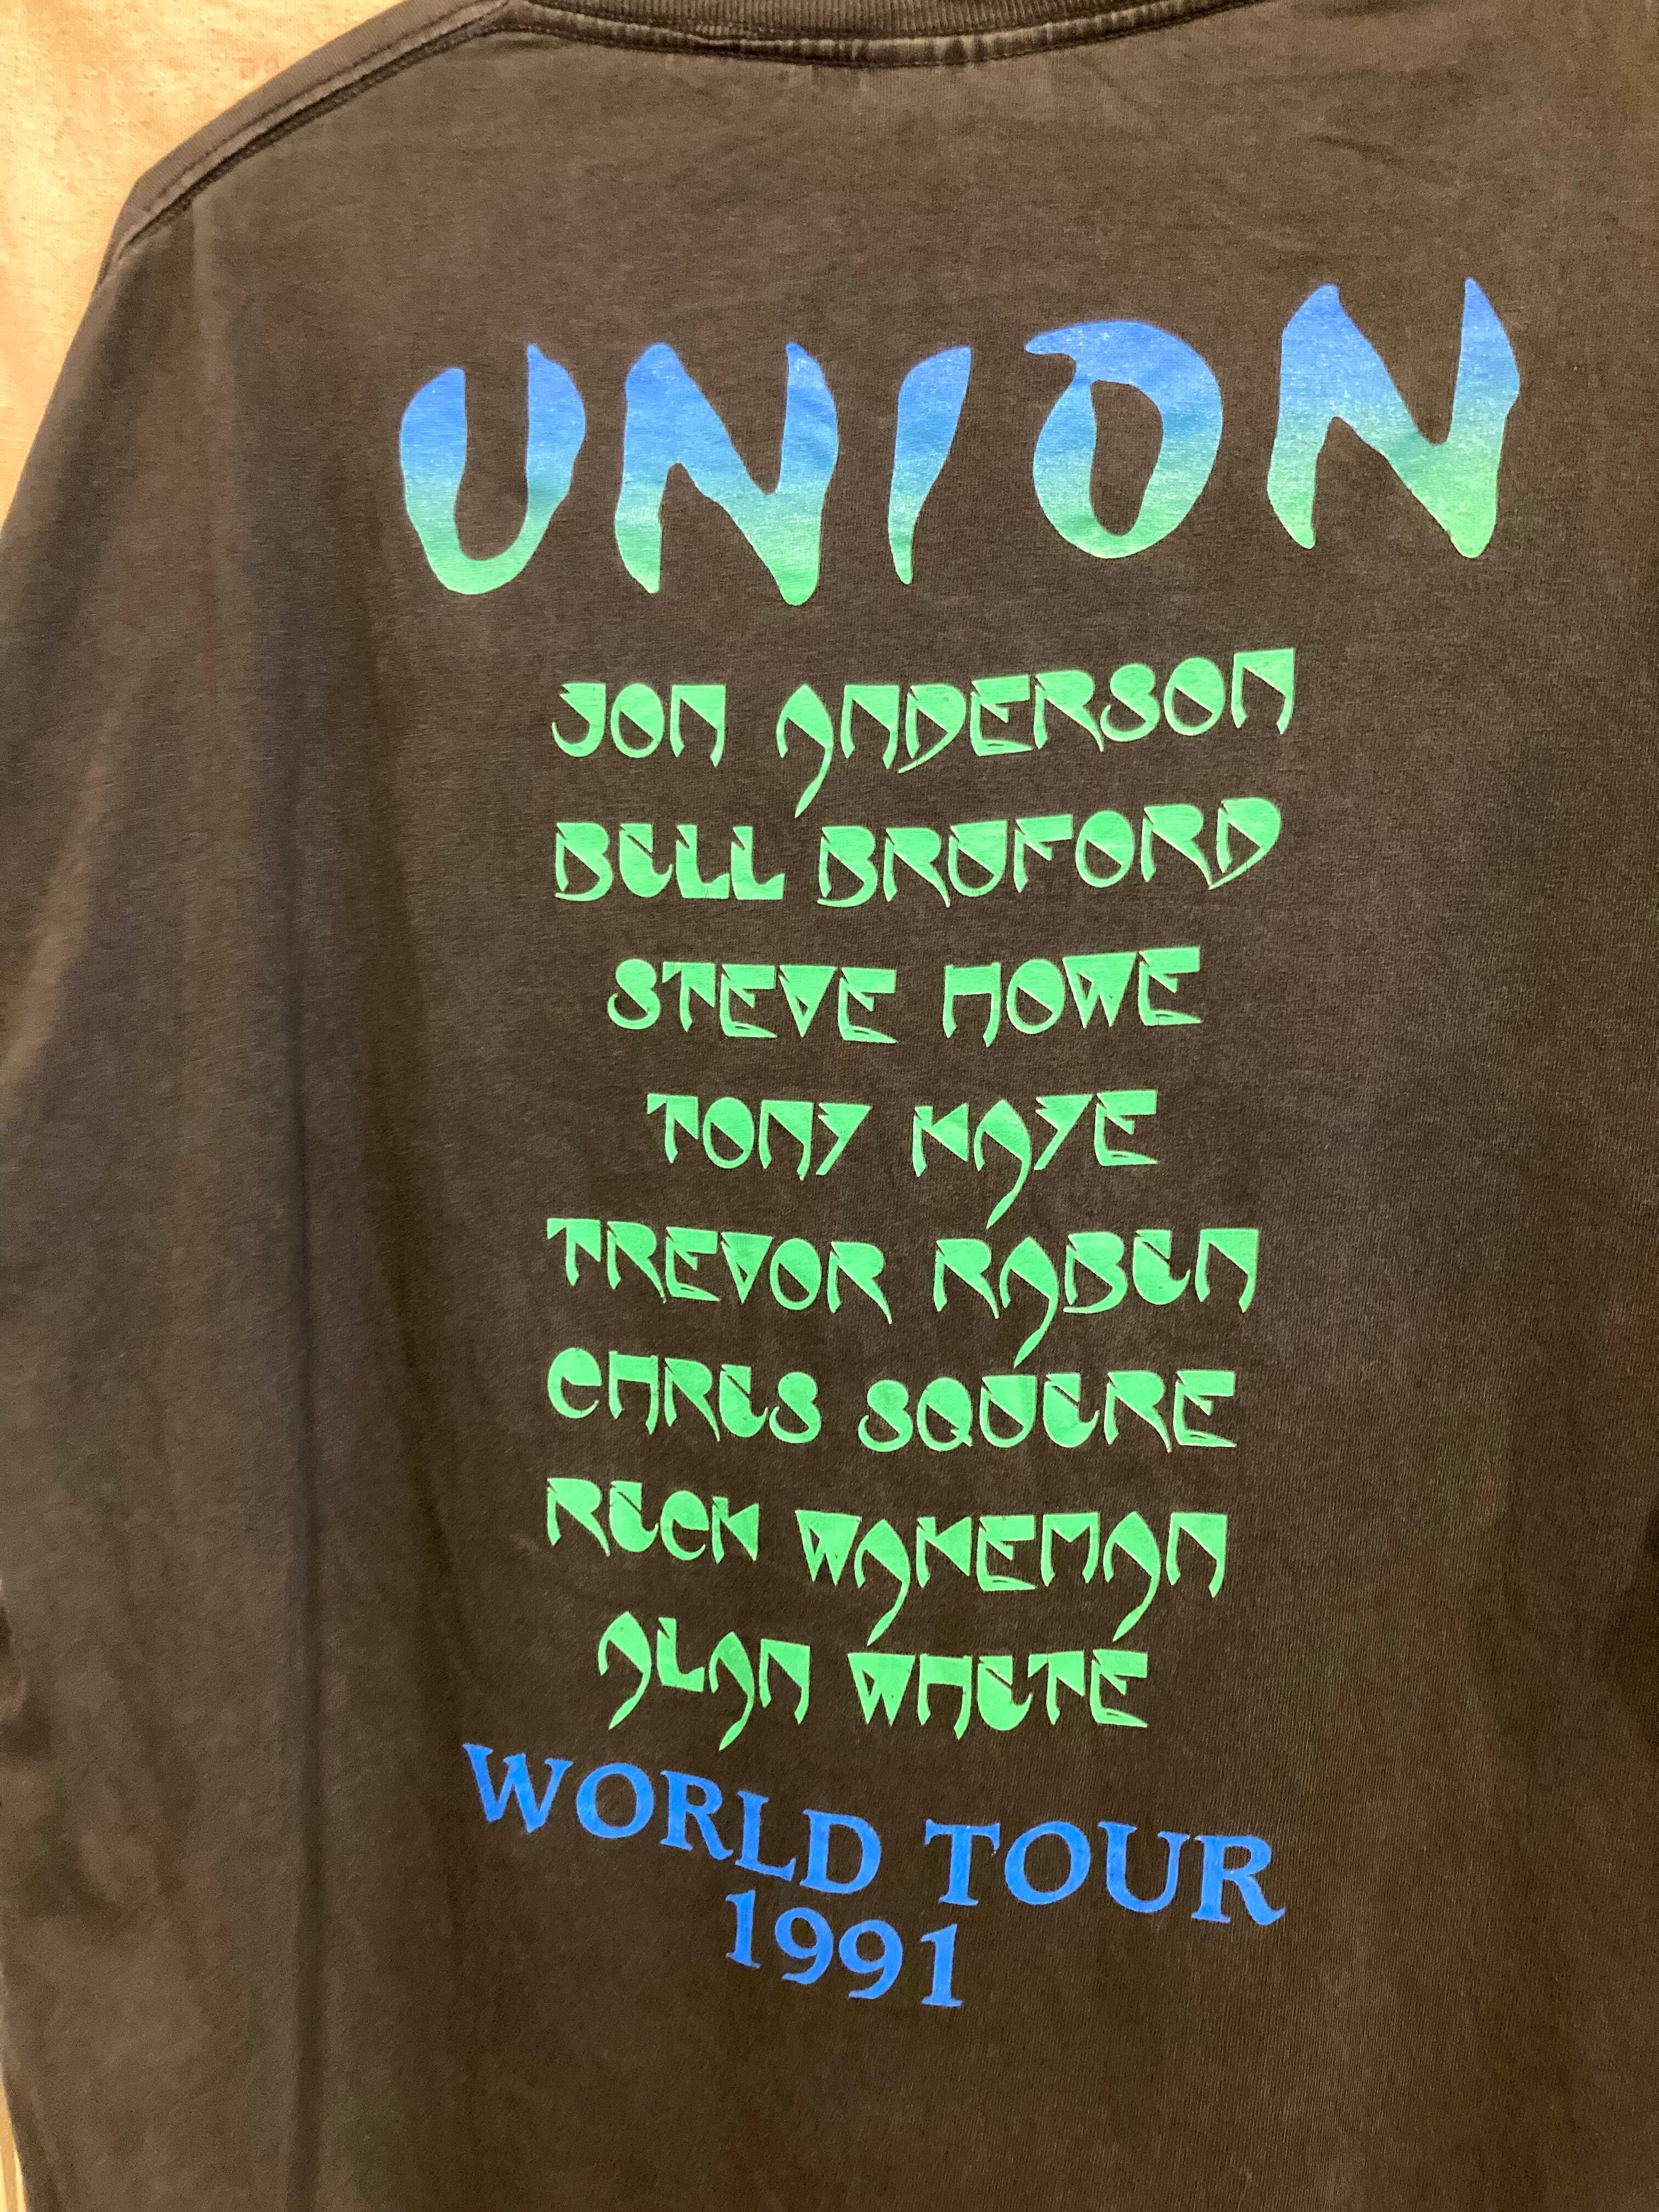 UNION
JON ANDERSON
BILL BRUFORD
STEVE HOWE
TONY KAYE
TREVOR RABIN
CHRIS SQUIRE
RICK WAKEMAN
ALAN WHITE
WORLD TOUR
1991